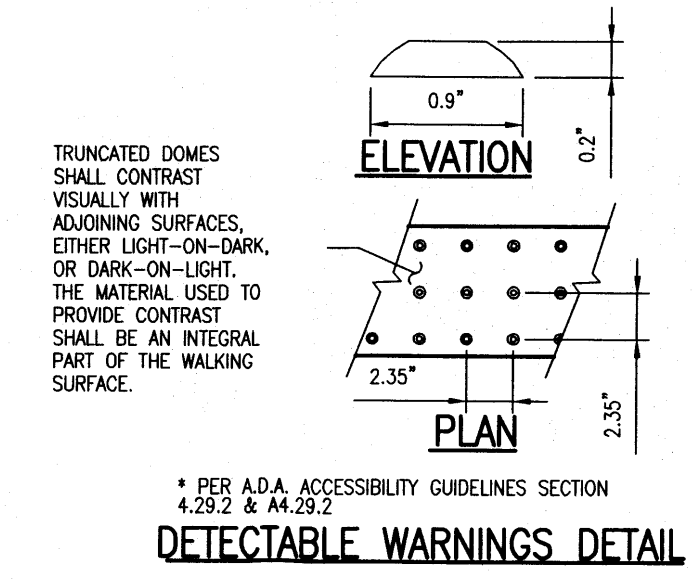 0.9"
0.2"
ELEVATION
TRUNCATED DOMES
SHALL CONTRAST
VISUALLY WITH
ADJOINING SURFACES,
EITHER LIGHT-ON-DARK,
OR DARK-ON-LIGHT.
THE MATERIAL USED TO
PROVIDE CONTRAST
SHALL BE AN INTEGRAL
PART OF THE WALKING
SURFACE.
2.35"
2.35"
PLAN
* PER A.D.A. ACCESSIBILITY GUIDELINES SECTION
4.29.2 & A4.29.2
DETECTABLE WARNINGS DETAIL